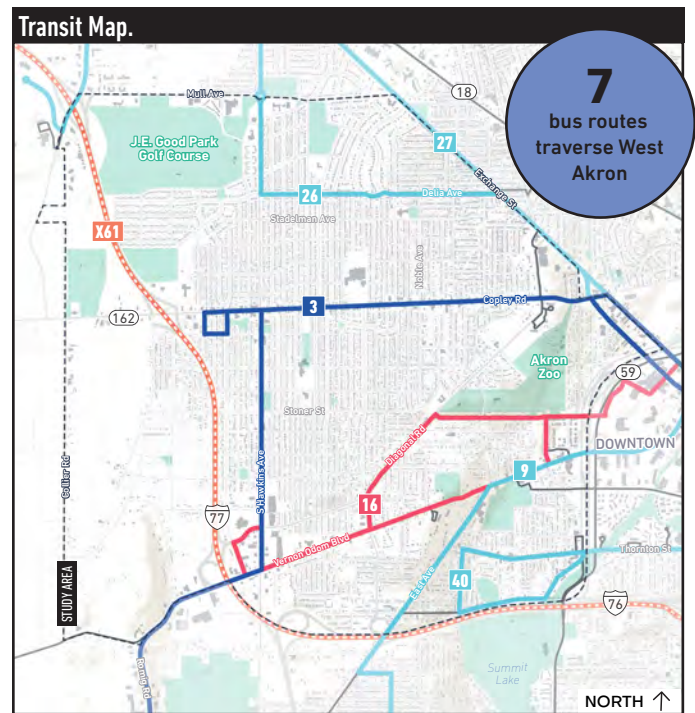 Transit Map.
7
bus routes
traverse West
Akron
Mull Ave
18
J.E. Good Park
Golf Course
27
Exchange St
26
Delia Ave
Stadelman Ave
X61
Noble Ave
162
3
Copley Rd
Akron
Zoo
59
Stoner St
Diagonal Rd
DOWNTOWN
Collier Rd
S Hawkins Ave
9
16
77
Vernon Odom Blvd
Thornton St
East Ave
40
STUDY AREA
76
Romig Rd
Summit
Lake
NORTH ↑